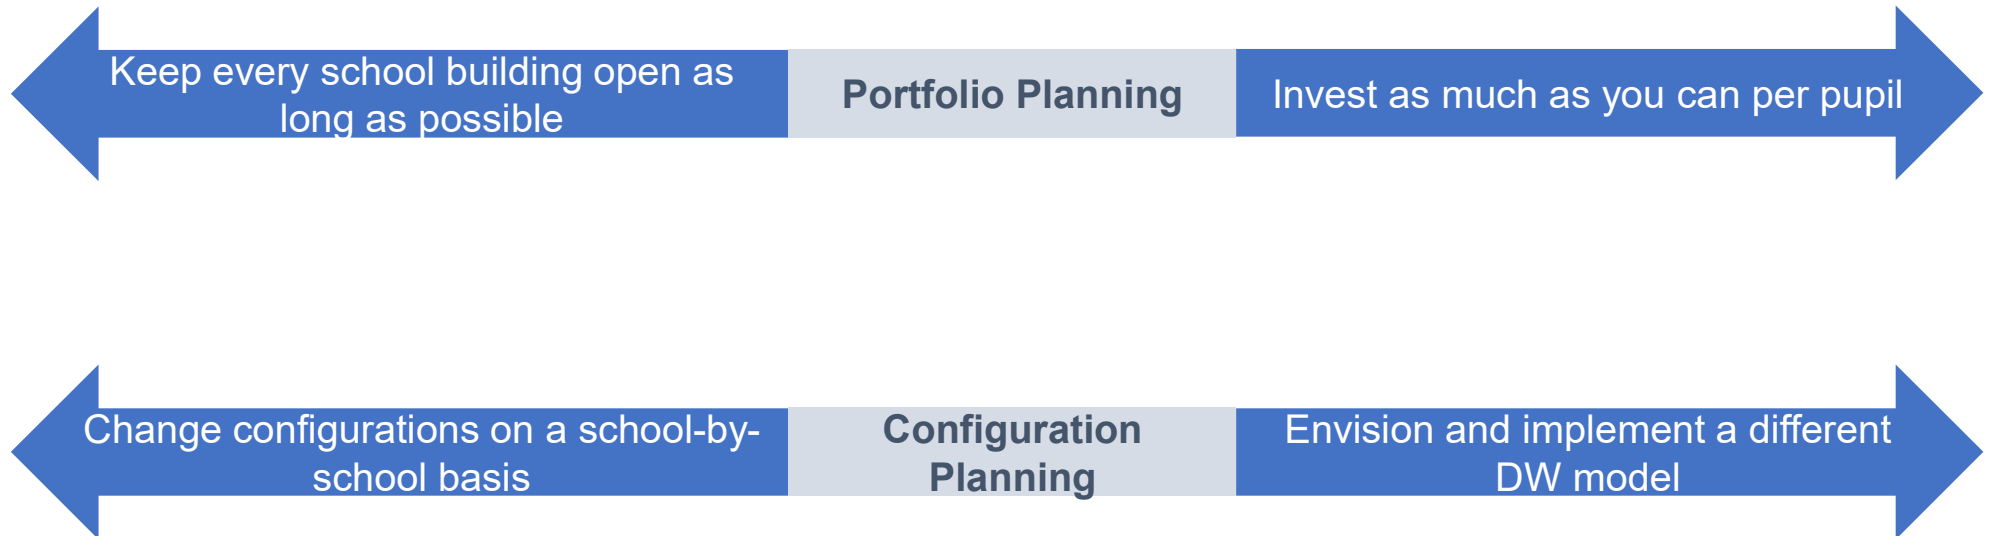 Keep every school building open as
long as possible
Portfolio Planning
Invest as much as you can per pupil
Change configurations on a school-by-
school basis
Configuration
Planning
Envision and implement a different
DW model